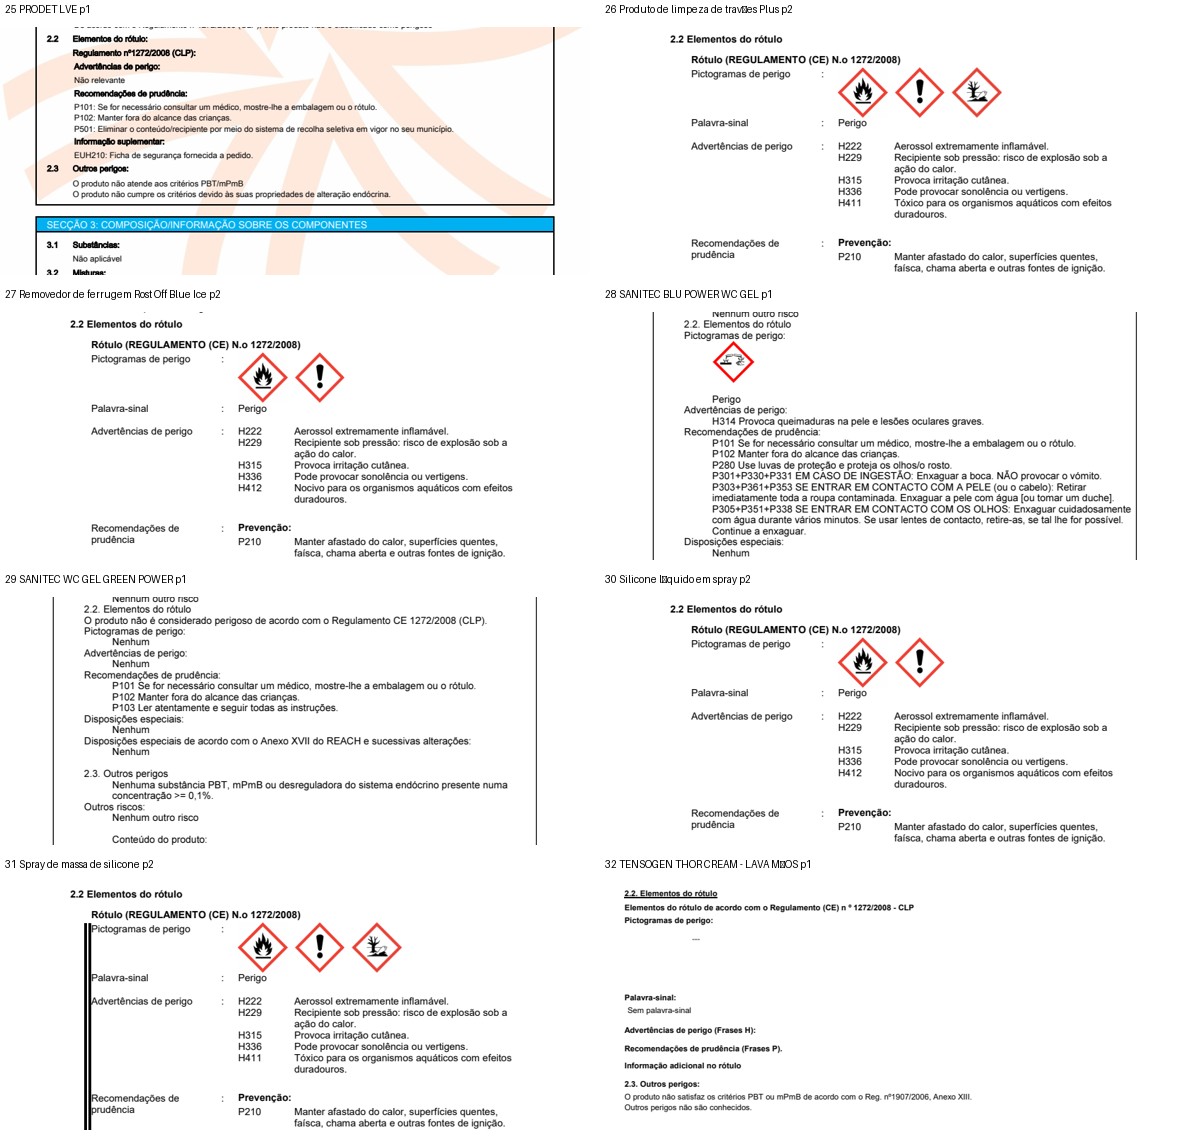 25 PRODET LVE p1
2.2 Elementos do rótulo:
Regulamento nº1272/2008 (CLP):
Advertências de perigo:
Não relevante
Recomendações de prudência:
P101: Se for necessário consultar um médico, mostre-lhe a embalagem ou o rótulo.
P102: Manter fora do alcance das crianças.
P501: Eliminar o conteúdo/recipiente por meio do sistema de recolha seletiva em vigor no seu município.
Informação suplementar:
EUH210: Ficha de segurança fornecida a pedido.
2.3 Outros perigos:
O produto não atende aos critérios PBT/mPmB
O produto não cumpre os critérios devido às suas propriedades de alteração endócrina.
SECÇÃO 3: COMPOSIÇÃO/INFORMAÇÃO SOBRE OS COMPONENTES
3.1 Substâncias:
Não aplicável
3.2 Misturas:
26 Produto de limpeza de trav es Plus p2
2.2 Elementos do rótulo
Rótulo (REGULAMENTO (CE) N.o 1272/2008)
Pictogramas de perigo :
Palavra-sinal : Perigo
Advertências de perigo : H222 Aerossol extremamente inflamável.
H229 Recipiente sob pressão: risco de explosão sob a
ação do calor.
H315 Provoca irritação cutânea.
H336 Pode provocar sonolência ou vertigens.
H411 Tóxico para os organismos aquáticos com efeitos
duradouros.
Recomendações de : Prevenção:
prudência
P210 Manter afastado do calor, superfícies quentes,
faísca, chama aberta e outras fontes de ignição.
27 Removedor de ferrugem Rost Off Blue Ice p2
2.2 Elementos do rótulo
Rótulo (REGULAMENTO (CE) N.o 1272/2008)
Pictogramas de perigo :
Palavra-sinal : Perigo
Advertências de perigo : H222 Aerossol extremamente inflamável.
H229 Recipiente sob pressão: risco de explosão sob a
ação do calor.
H315 Provoca irritação cutânea.
H336 Pode provocar sonolência ou vertigens.
H412 Nocivo para os organismos aquáticos com efeitos
duradouros.
Recomendações de : Prevenção:
prudência
P210 Manter afastado do calor, superfícies quentes,
faísca, chama aberta e outras fontes de ignição.
28 SANITEC BLU POWER WC GEL p1
Nenhum outro risco
2.2. Elementos do rótulo
Pictogramas de perigo:
Perigo
Advertências de perigo:
H314 Provoca queimaduras na pele e lesões oculares graves.
Recomendações de prudência:
P101 Se for necessário consultar um médico, mostre-lhe a embalagem ou o rótulo.
P102 Manter fora do alcance das crianças.
P280 Use luvas de proteção e proteja os olhos/o rosto.
P301+P330+P331 EM CASO DE INGESTÃO: Enxaguar a boca. NÃO provocar o vómito.
P303+P361+P353 SE ENTRAR EM CONTACTO COM A PELE (ou o cabelo): Retirar
imediatamente toda a roupa contaminada. Enxaguar a pele com água [ou tomar um duche].
P305+P351+P338 SE ENTRAR EM CONTACTO COM OS OLHOS: Enxaguar cuidadosamente
com água durante vários minutos. Se usar lentes de contacto, retire-as, se tal lhe for possível.
Continue a enxaguar.
Disposições especiais:
Nenhum
29 SANITEC WC GEL GREEN POWER p1
Nenhum outro risco
2.2. Elementos do rótulo
O produto não é considerado perigoso de acordo com o Regulamento CE 1272/2008 (CLP).
Pictogramas de perigo:
Nenhum
Advertências de perigo:
Nenhum
Recomendações de prudência:
P101 Se for necessário consultar um médico, mostre-lhe a embalagem ou o rótulo.
P102 Manter fora do alcance das crianças.
P103 Ler atentamente e seguir todas as instruções.
Disposições especiais:
Nenhum
Disposições especiais de acordo com o Anexo XVII do REACH e sucessivas alterações:
Nenhum
2.3. Outros perigos
Nenhuma substância PBT, mPmB ou desreguladora do sistema endócrino presente numa
concentração >= 0,1%.
Outros riscos:
Nenhum outro risco
Conteúdo do produto:
30 Silicone l quido em spray p2
2.2 Elementos do rótulo
Rótulo (REGULAMENTO (CE) N.o 1272/2008)
Pictogramas de perigo :
Palavra-sinal : Perigo
Advertências de perigo : H222 Aerossol extremamente inflamável.
H229 Recipiente sob pressão: risco de explosão sob a
ação do calor.
H315 Provoca irritação cutânea.
H336 Pode provocar sonolência ou vertigens.
H412 Nocivo para os organismos aquáticos com efeitos
duradouros.
Recomendações de : Prevenção:
prudência
P210 Manter afastado do calor, superfícies quentes,
faísca, chama aberta e outras fontes de ignição.
31 Spray de massa de silicone p2
2.2 Elementos do rótulo
Rótulo (REGULAMENTO (CE) N.o 1272/2008)
Pictogramas de perigo :
Palavra-sinal : Perigo
Advertências de perigo : H222 Aerossol extremamente inflamável.
H229 Recipiente sob pressão: risco de explosão sob a
ação do calor.
H315 Provoca irritação cutânea.
H336 Pode provocar sonolência ou vertigens.
H411 Tóxico para os organismos aquáticos com efeitos
duradouros.
Recomendações de : Prevenção:
prudência
P210 Manter afastado do calor, superfícies quentes,
faísca, chama aberta e outras fontes de ignição.
32 TENSOGEN THOR CREAM - LAVA M OS p1
2.2. Elementos do rótulo
Elementos do rótulo de acordo com o Regulamento (CE) n º 1272/2008 - CLP
Pictogramas de perigo:
---
Palavra-sinal:
Sem palavra-sinal
Advertências de perigo (Frases H):
Recomendações de prudência (Frases P).
Informação adicional no rótulo
2.3. Outros perigos:
O produto não satisfaz os critérios PBT ou mPmB de acordo com o Reg. nº1907/2006, Anexo XIII.
Outros perigos não são conhecidos.